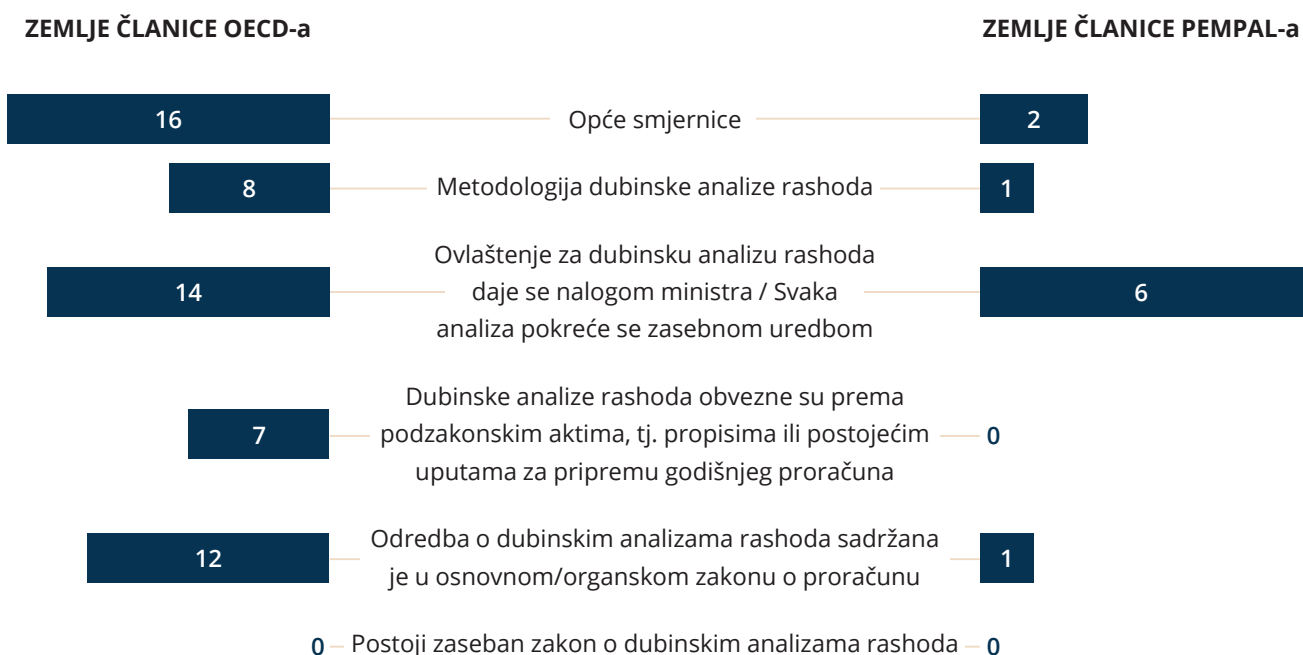 ZEMLJE ČLANICE OECD-a
ZEMLJE ČLANICE PEMPAL-a
16
Opće smjernice
2
8
Metodologija dubinske analize rashoda
1
14
Ovlaštenje za dubinsku analizu rashoda
daje se nalogom ministra / Svaka
analiza pokreće se zasebnom uredbom
6
7
Dubinske analize rashoda obvezne su prema
podzakonskim aktima, tj. propisima ili postojećim
uputama za pripremu godišnjeg proračuna
0
12
Odredba o dubinskim analizama rashoda sadržana
je u osnovnom/organskom zakonu o proračunu
1
0
Postoji zaseban zakon o dubinskim analizama rashoda
0